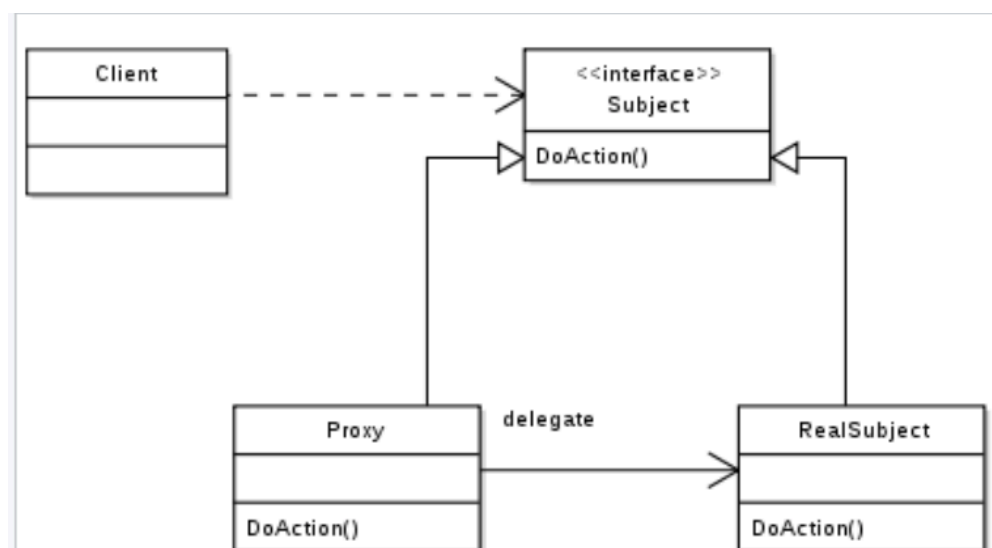 Client
<<interface>>
Subject
DoAction()
delegate
Proxy
RealSubject
DoAction()
DoAction()